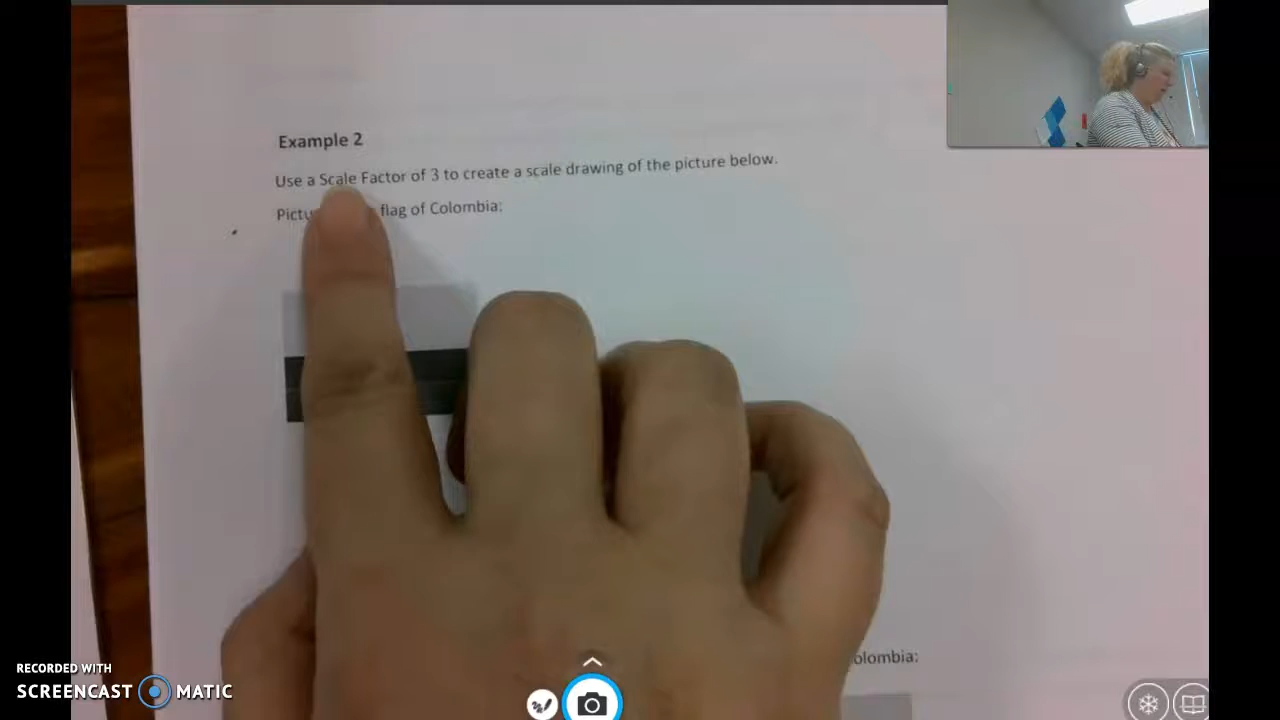 Example 2
Use a Scale Factor of 3 to create a scale drawing of the picture below.
flag of Colombia:
olombia:
RECORDED WITH
SCREENCAST MATIC